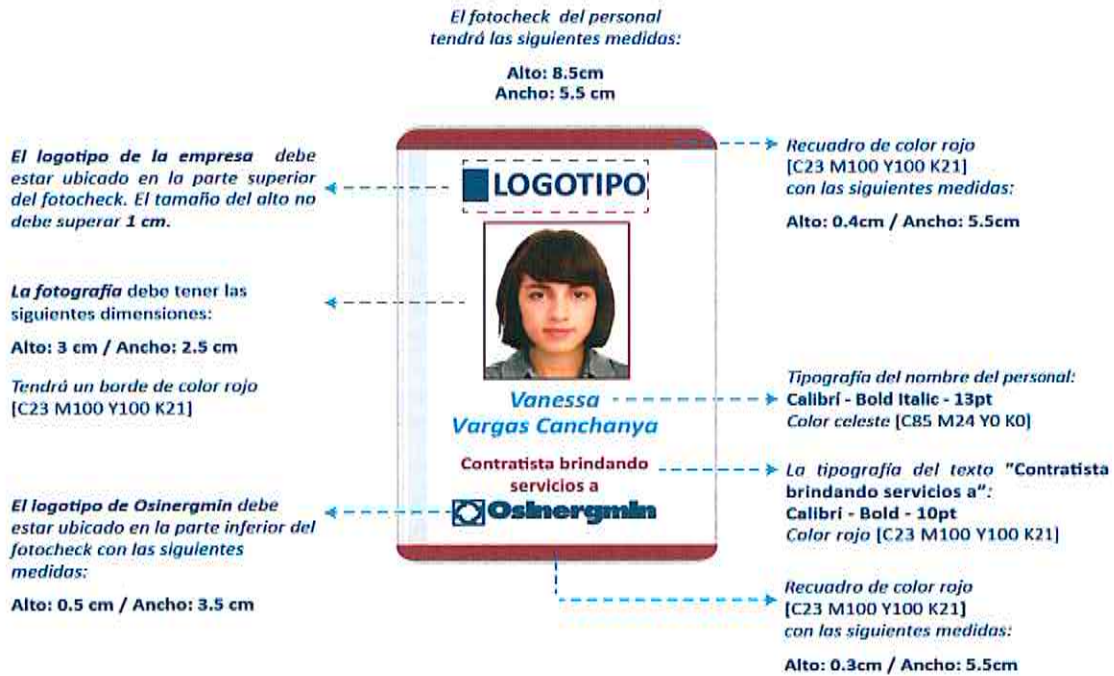 El fotocheck del personal
tendrá las siguientes medidas:
Alto: 8.5cm
Ancho: 5.5 cm
El logotipo de la empresa debe
estar ubicado en la parte superior
del fotocheck. El tamaño del alto no
debe superar 1 cm.
La fotografía debe tener las
siguientes dimensiones:
Alto: 3 cm / Ancho: 2.5 cm
Tendrá un borde de color rojo
[C23 M100 Y100 K21]
El logotipo de Osinergmin debe
estar ubicado en la parte inferior del
fotocheck con las siguientes
medidas:
Alto: 0.5 cm / Ancho: 3.5 cm
LOGOTIPO
Vanessa
Vargas Canchanya
Contratista brindando
servicios a
Osinergmin
Recuadro de color rojo
[C23 M100 Y100 K21]
con las siguientes medidas:
Alto: 0.4cm / Ancho: 5.5cm
Tipografía del nombre del personal:
Calibri - Bold Italic - 13pt
Color celeste [C85 M24 Y0 K0]
La tipografía del texto "Contratista
brindando servicios a":
Calibri - Bold - 10pt
Color rojo [C23 M100 Y100 K21]
Recuadro de color rojo
[C23 M100 Y100 K21]
con las siguientes medidas:
Alto: 0.3cm / Ancho: 5.5cm